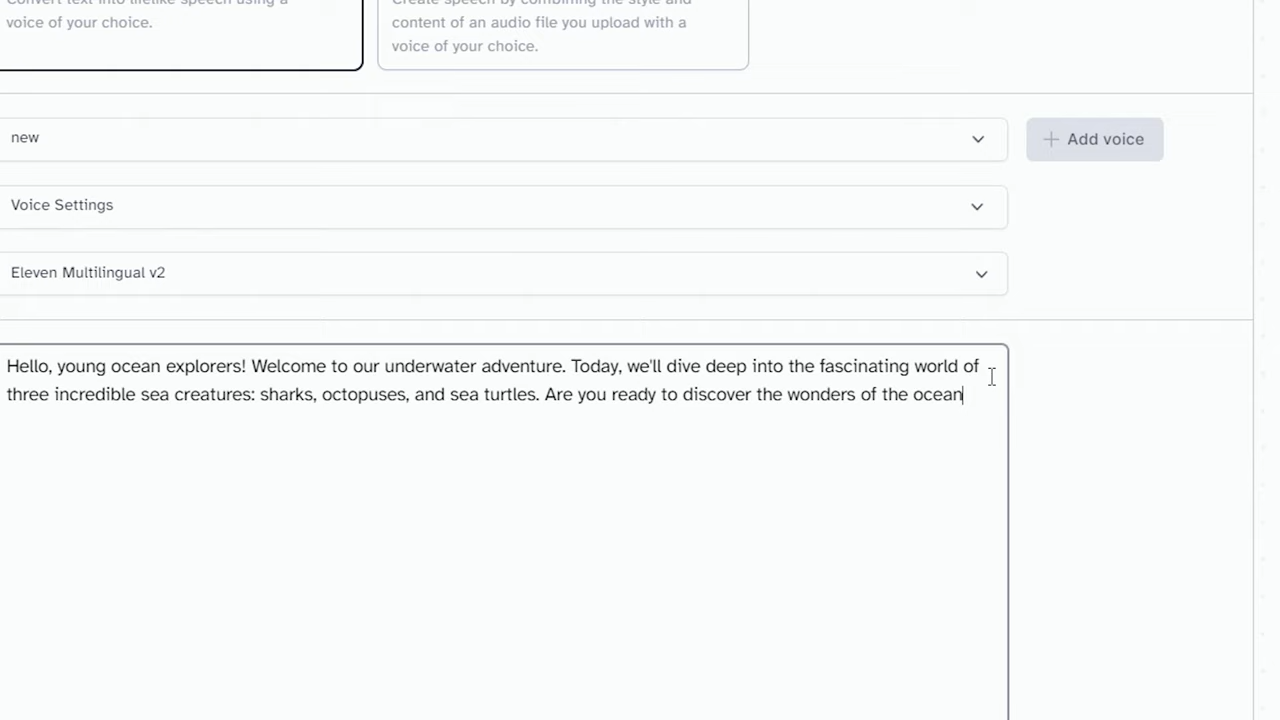 Convert text into lifelike speech using a
voice of your choice.
Create speech by combining the style and
content of an audio file you upload with a
voice of your choice.
new
Add voice
Voice Settings
Eleven Multilingual v2
Hello, young ocean explorers! Welcome to our underwater adventure. Today, we'll dive deep into the fascinating world of
three incredible sea creatures: sharks, octopuses, and sea turtles. Are you ready to discover the wonders of the ocean